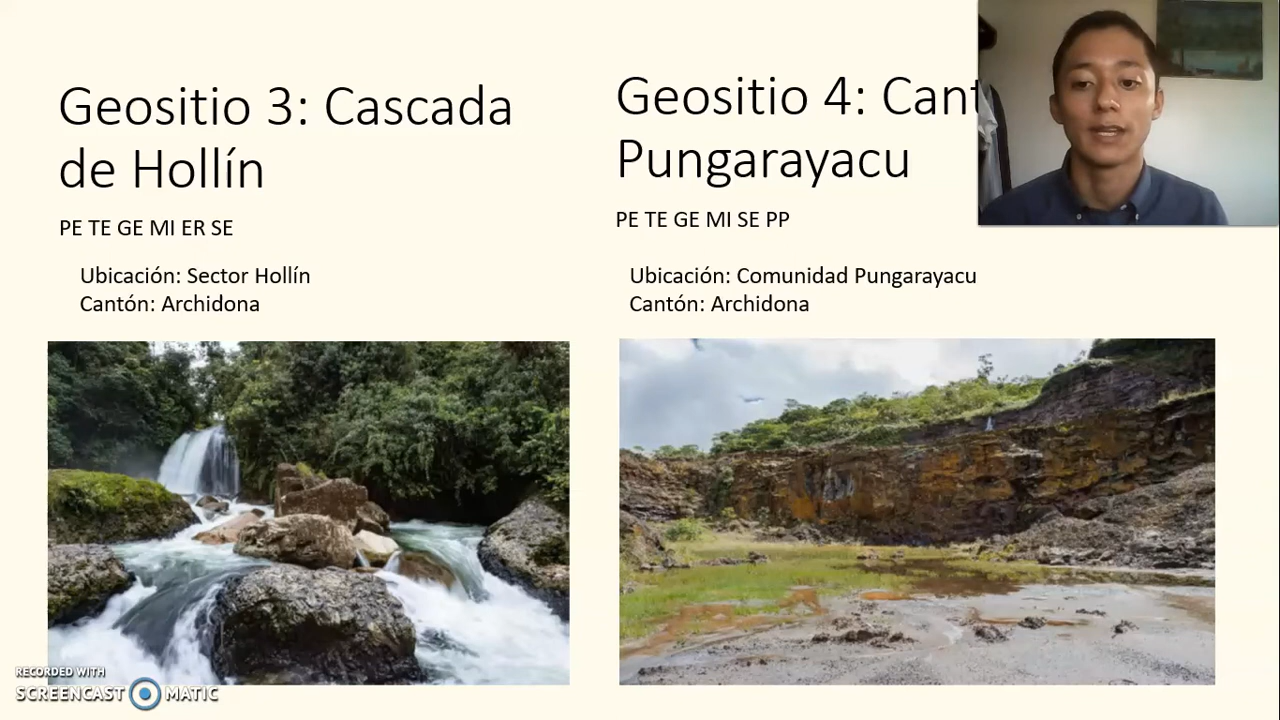 Geositio 3: Cascada
de Hollín
PE TE GE MI ER SE
Ubicación: Sector Hollín
Cantón: Archidona
Geositio 4: Cant
Pungarayacu
PE TE GE MI SE PP
Ubicación: Comunidad Pungarayacu
Cantón: Archidona
RECORDED WITH
SCREENCAST MATIC